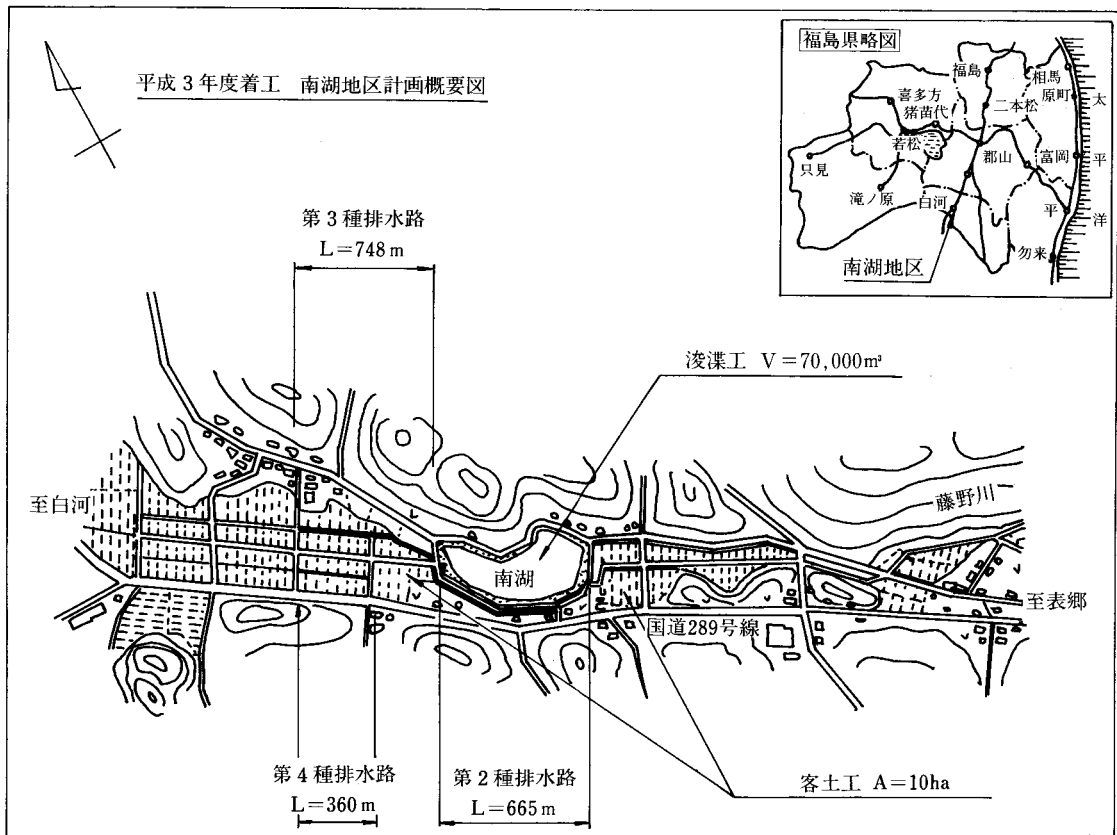 平成3年度着工 南湖地区計画概要図
福島県略図
福島
相馬
原町
喜多方
猪苗代
二本松
太平洋
若松
郡山
富岡
只見
滝ノ原
白河
平
勿来
南湖地区
第3種排水路
L=748m
浚渫工 V=70,000m³
至白河
南湖
藤野川
至表郷
国道289号線
第4種排水路
L=360m
第2種排水路
L=665m
客土工 A=10ha